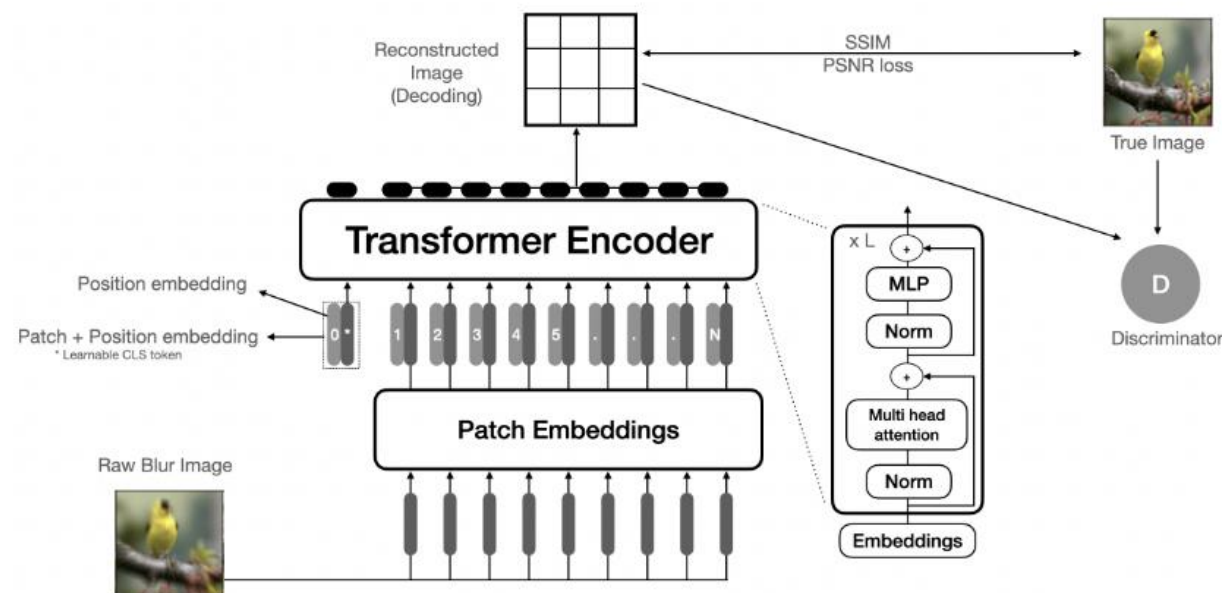 Reconstructed
Image
(Decoding)
SSIM
PSNR loss
True Image
Transformer Encoder
x L
+
MLP
Norm
+
Multi head
attention
Norm
Embeddings
D
Discriminator
Position embedding
Patch + Position embedding
* Learnable CLS token
0 * 1 2 3 4 5 . . . N
Patch Embeddings
Raw Blur Image